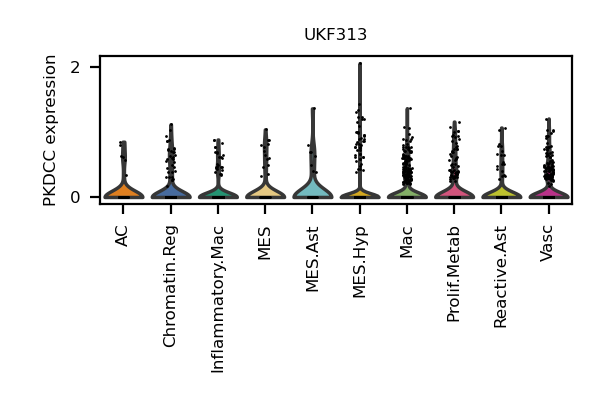 UKF313
PKDCC expression
2
0
AC
Chromatin.Reg
Inflammatory.Mac
MES
MES.Ast
MES.Hyp
Mac
Prolif.Metab
Reactive.Ast
Vasc